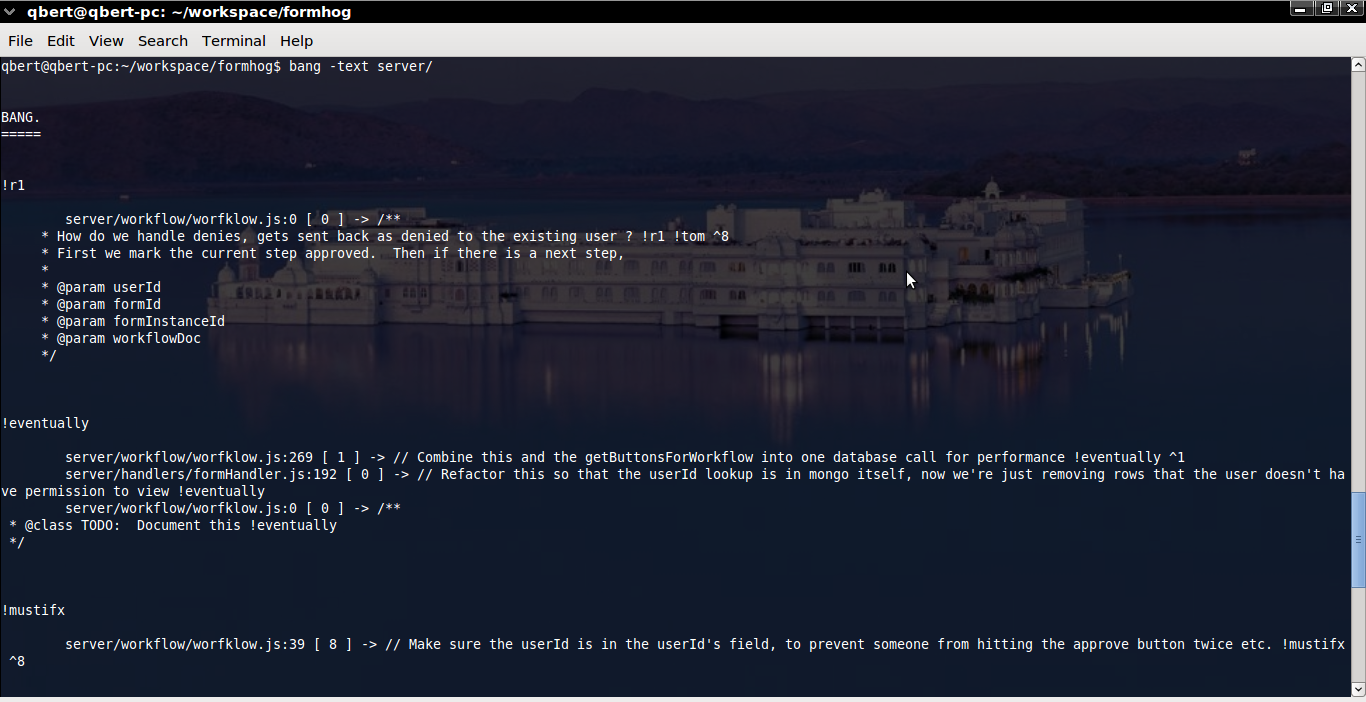 qbert@qbert-pc: ~/workspace/formhog
File Edit View Search Terminal Help
qbert@qbert-pc:~/workspace/formhog$ bang -text server/
BANG.
=====
!r1
server/workflow/worfklow.js:0 [ 0 ] -> /**
* How do we handle denies, gets sent back as denied to the existing user ? !r1 !tom ^8
* First we mark the current step approved.  Then if there is a next step,
*
* @param userId
* @param formId
* @param formInstanceId
* @param workflowDoc
*/
!eventually
server/workflow/worfklow.js:269 [ 1 ] -> // Combine this and the getButtonsForWorkflow into one database call for performance !eventually ^1
server/handlers/formHandler.js:192 [ 0 ] -> // Refactor this so that the userId lookup is in mongo itself, now we're just removing rows that the user doesn't ha
ve permission to view !eventually
server/workflow/worfklow.js:0 [ 0 ] -> /**
* @class TODO:  Document this !eventually
*/
!mustifx
server/workflow/worfklow.js:39 [ 8 ] -> // Make sure the userId is in the userId's field, to prevent someone from hitting the approve button twice etc. !mustifx
^8